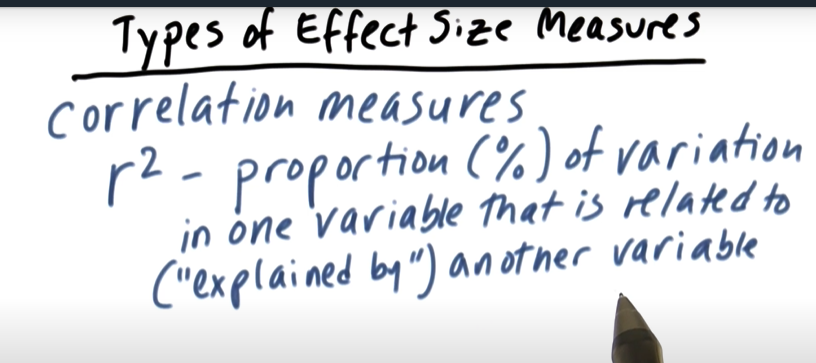 Types of Effect Size Measures
correlation measures
r² - proportion (%) of variation
in one variable that is related to
("explained by") another variable